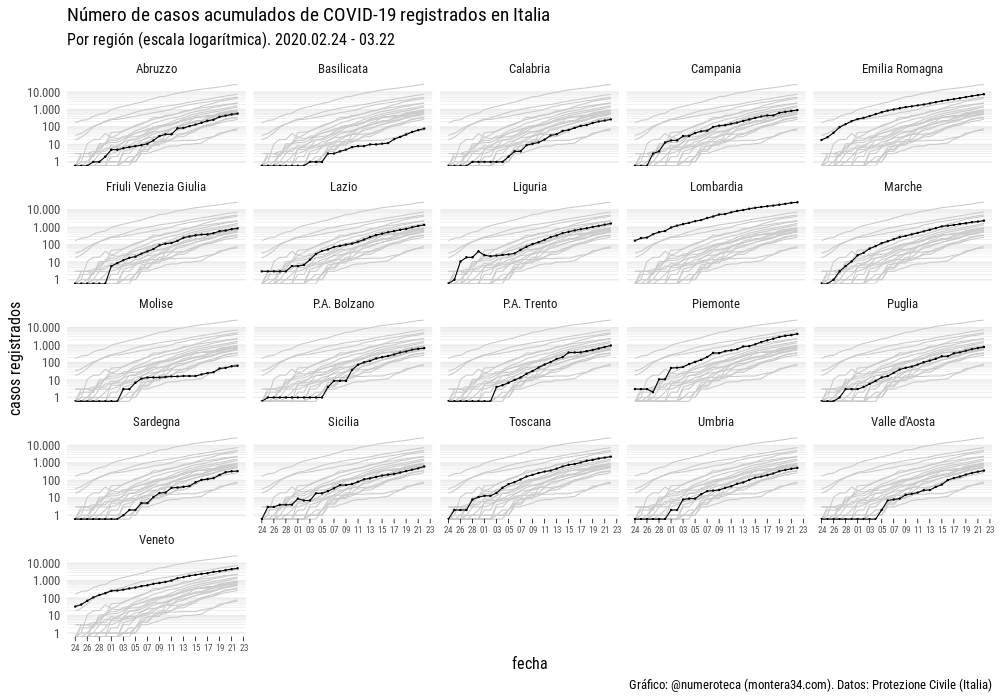 Número de casos acumulados de COVID-19 registrados en Italia
Por región (escala logarítmica). 2020.02.24 - 03.22
Abruzzo Basilicata Calabria Campania Emilia Romagna
10.000
1.000
100
10
1
Friuli Venezia Giulia Lazio Liguria Lombardia Marche
10.000
1.000
100
10
1
Molise P.A. Bolzano P.A. Trento Piemonte Puglia
10.000
1.000
100
10
1
Sardegna Sicilia Toscana Umbria Valle d'Aosta
10.000
1.000
100
10
1
24 26 28 01 03 05 07 09 11 13 15 17 19 21 23 24 26 28 01 03 05 07 09 11 13 15 17 19 21 23 24 26 28 01 03 05 07 09 11 13 15 17 19 21 23 24 26 28 01 03 05 07 09 11 13 15 17 19 21 23
Veneto
10.000
1.000
100
10
1
24 26 28 01 03 05 07 09 11 13 15 17 19 21 23
casos registrados
fecha
Gráfico: @numeroteca (montera34.com). Datos: Protezione Civile (Italia)